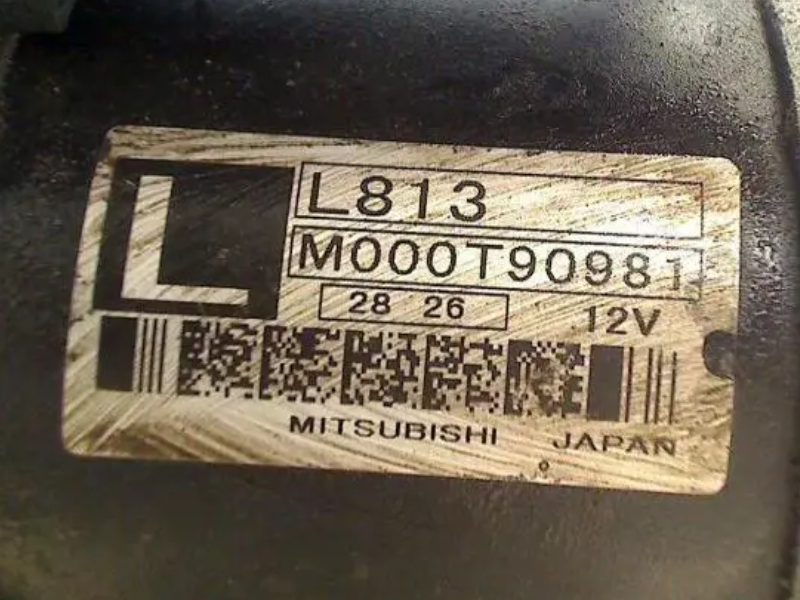 L
L813
M000T90981
28 26
12V
MITSUBISHI JAPAN